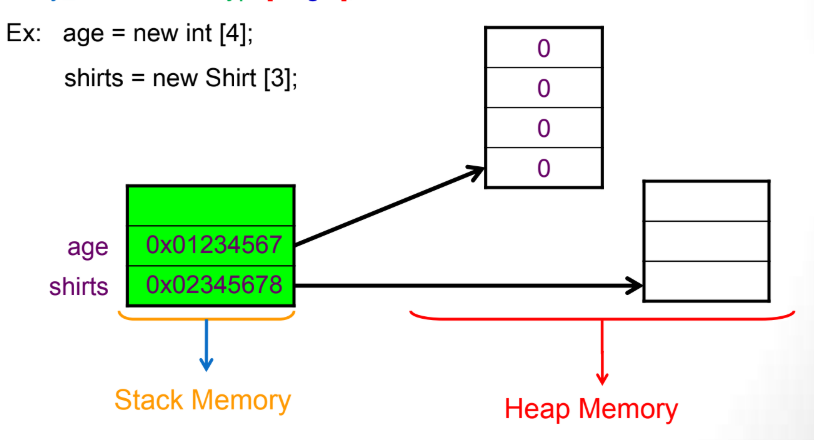 Ex: age = new int [4];
shirts = new Shirt [3];
0
0
0
0
age 0x01234567
shirts 0x02345678
Stack Memory
Heap Memory